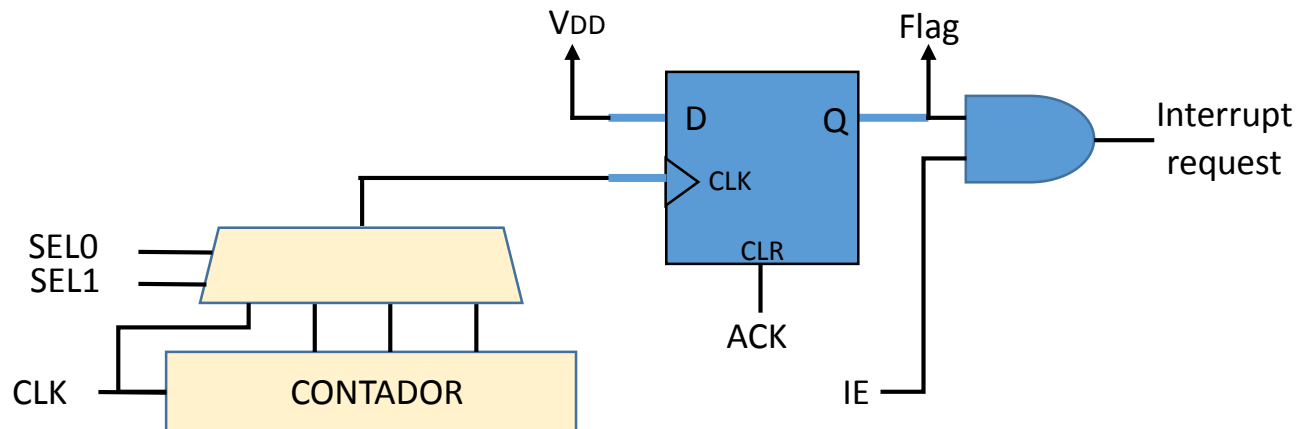 VDD
Flag
D
Q
Interrupt
request
CLK
SEL0
SEL1
CLR
ACK
CLK
CONTADOR
IE